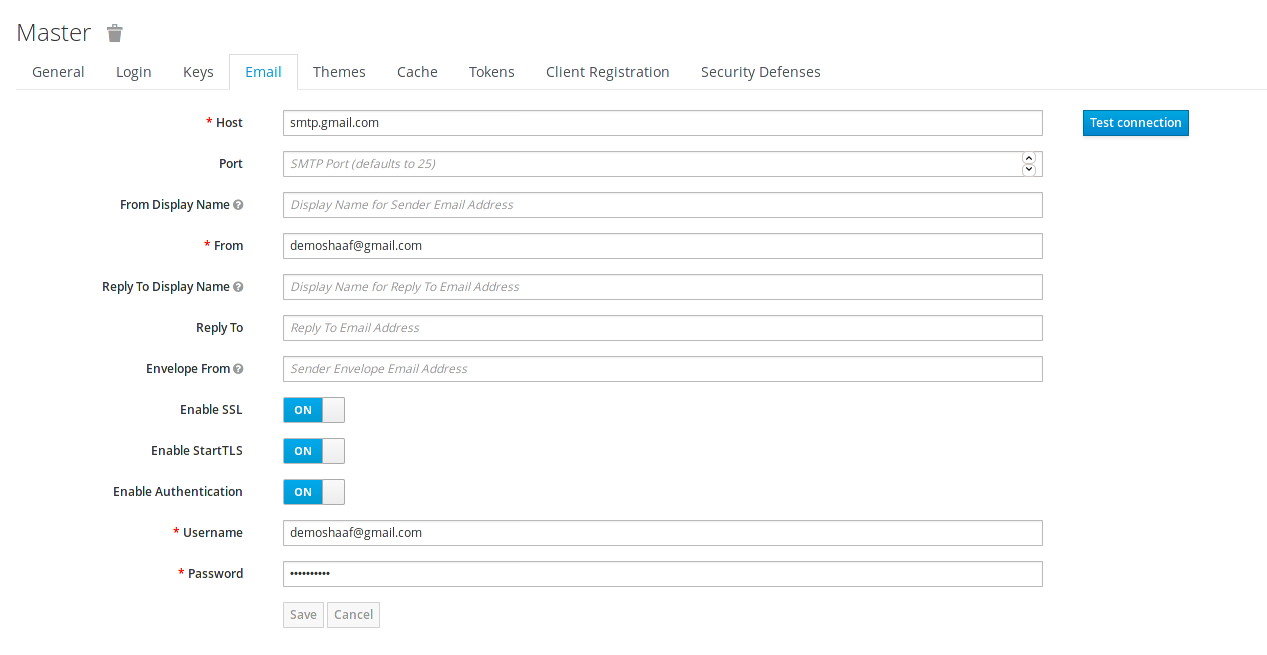 Master
General Login Keys Email Themes Cache Tokens Client Registration Security Defenses
* Host smtp.gmail.com Test connection
Port SMTP Port (defaults to 25)
From Display Name Display Name for Sender Email Address
* From demoshaaf@gmail.com
Reply To Display Name Display Name for Reply To Email Address
Reply To Reply To Email Address
Envelope From Sender Envelope Email Address
Enable SSL ON
Enable StartTLS ON
Enable Authentication ON
* Username demoshaaf@gmail.com
* Password ••••••••••
Save Cancel